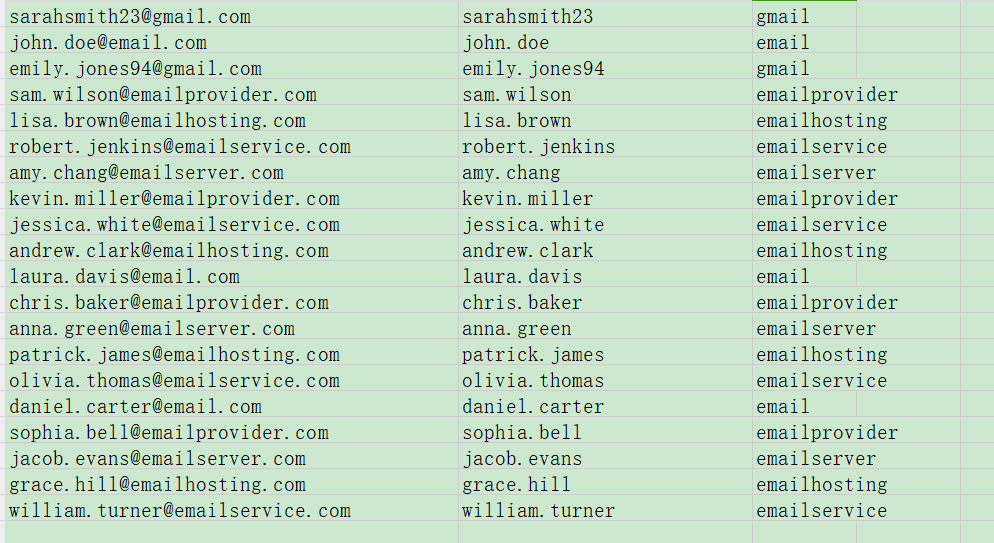 sarahsmith23@gmail.com sarahsmith23 gmail
john.doe@email.com john.doe email
emily.jones94@gmail.com emily.jones94 gmail
sam.wilson@emailprovider.com sam.wilson emailprovider
lisa.brown@emailhosting.com lisa.brown emailhosting
robert.jenkins@emailservice.com robert.jenkins emailservice
amy.chang@emailserver.com amy.chang emailserver
kevin.miller@emailprovider.com kevin.miller emailprovider
jessica.white@emailservice.com jessica.white emailservice
andrew.clark@emailhosting.com andrew.clark emailhosting
laura.davis@email.com laura.davis email
chris.baker@emailprovider.com chris.baker emailprovider
anna.green@emailserver.com anna.green emailserver
patrick.james@emailhosting.com patrick.james emailhosting
olivia.thomas@emailservice.com olivia.thomas emailservice
daniel.carter@email.com daniel.carter email
sophia.bell@emailprovider.com sophia.bell emailprovider
jacob.evans@emailserver.com jacob.evans emailserver
grace.hill@emailhosting.com grace.hill emailhosting
william.turner@emailservice.com william.turner emailservice